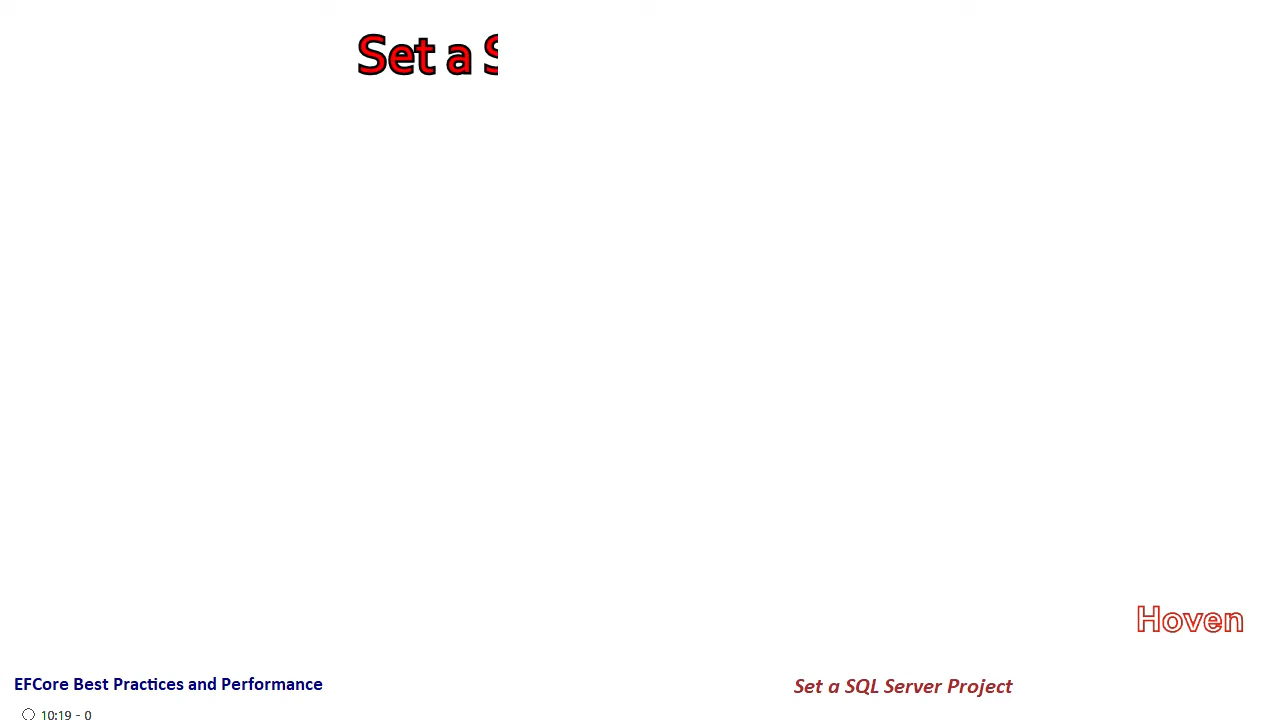 Set a S
Hoven
EFCore Best Practices and Performance
Set a SQL Server Project
10:19 - 0